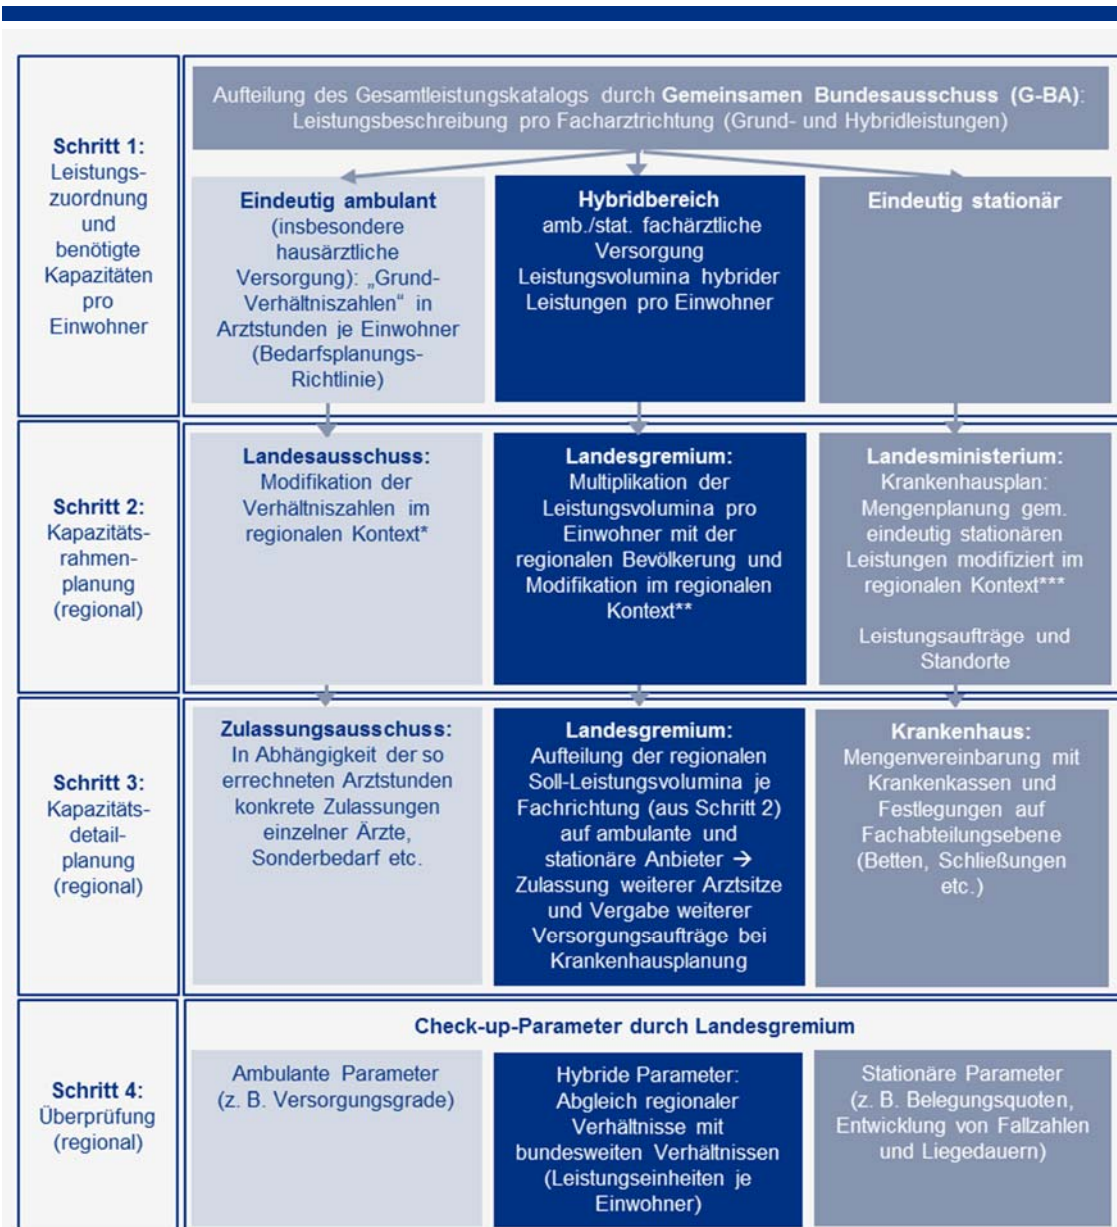 Aufteilung des Gesamtleistungskatalogs durch Gemeinsamen Bundesausschuss (G-BA):
Leistungsbeschreibung pro Facharztrichtung (Grund- und Hybridleistungen)
Schritt 1:
Leistungs-
zuordnung
und
benötigte
Kapazitäten
pro
Einwohner
Eindeutig ambulant
(insbesondere
hausärztliche
Versorgung): „Grund-
Verhältniszahlen“ in
Arztstunden je Einwohner
(Bedarfsplanungs-
Richtlinie)
Hybridbereich
amb./stat. fachärztliche
Versorgung
Leistungsvolumina hybrider
Leistungen pro Einwohner
Eindeutig stationär
Schritt 2:
Kapazitäts-
rahmen-
planung
(regional)
Landesausschuss:
Modifikation der
Verhältniszahlen im
regionalen Kontext*
Landesgremium:
Multiplikation der
Leistungsvolumina pro
Einwohner mit der
regionalen Bevölkerung und
Modifikation im regionalen
Kontext**
Landesministerium:
Krankenhausplan:
Mengenplanung gem.
eindeutig stationären
Leistungen modifiziert im
regionalen Kontext***
Leistungsaufträge und
Standorte
Schritt 3:
Kapazitäts-
detail-
planung
(regional)
Zulassungsausschuss:
In Abhängigkeit der so
errechneten Arztstunden
konkrete Zulassungen
einzelner Ärzte,
Sonderbedarf etc.
Landesgremium:
Aufteilung der regionalen
Soll-Leistungsvolumina je
Fachrichtung (aus Schritt 2)
auf ambulante und
stationäre Anbieter →
Zulassung weiterer Arztsitze
und Vergabe weiterer
Versorgungsaufträge bei
Krankenhausplanung
Krankenhaus:
Mengenvereinbarung mit
Krankenkassen und
Festlegungen auf
Fachabteilungsebene
(Betten, Schließungen
etc.)
Schritt 4:
Überprüfung
(regional)
Check-up-Parameter durch Landesgremium
Ambulante Parameter
(z. B. Versorgungsgrade)
Hybride Parameter:
Abgleich regionaler
Verhältnisse mit
bundesweiten Verhältnissen
(Leistungseinheiten je
Einwohner)
Stationäre Parameter
(z. B. Belegungsquoten,
Entwicklung von Fallzahlen
und Liegedauern)